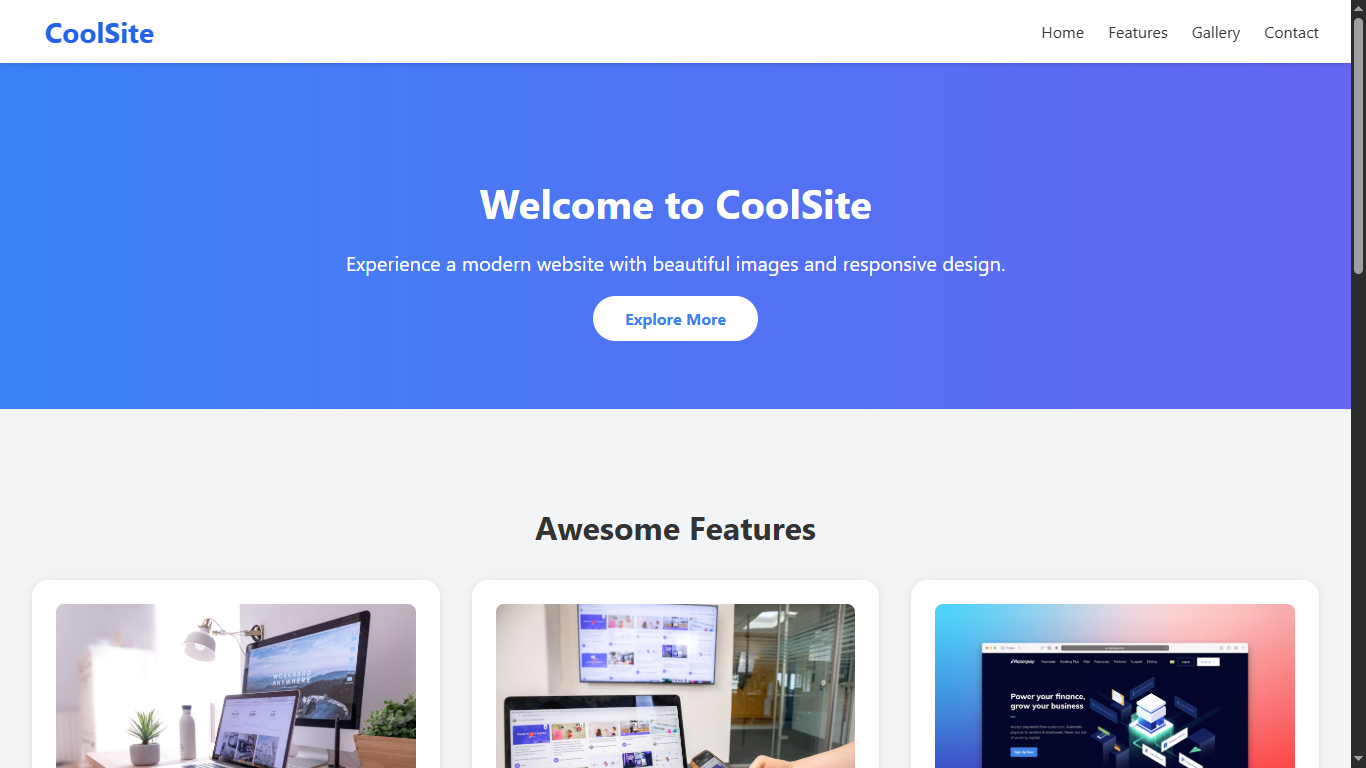 CoolSite
Home
Features
Gallery
Contact
Welcome to CoolSite
Experience a modern website with beautiful images and responsive design.
Explore More
Awesome Features
WORKHARD
ANYWHERE
Power your finance,
grow your business